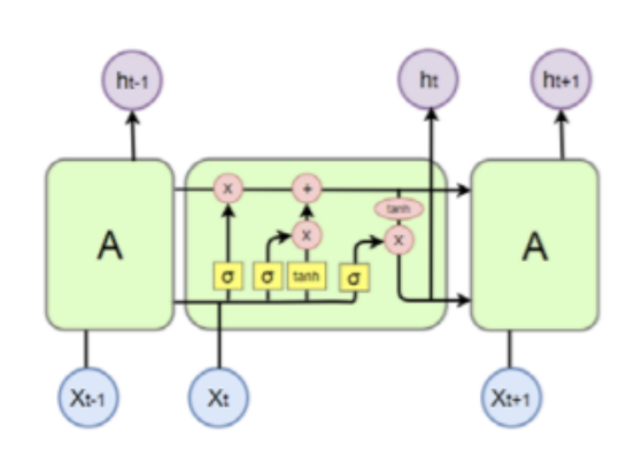 ht-1 ht ht+1
x +
tanh
A x x A
σ σ tanh σ
Xt-1 Xt Xt+1